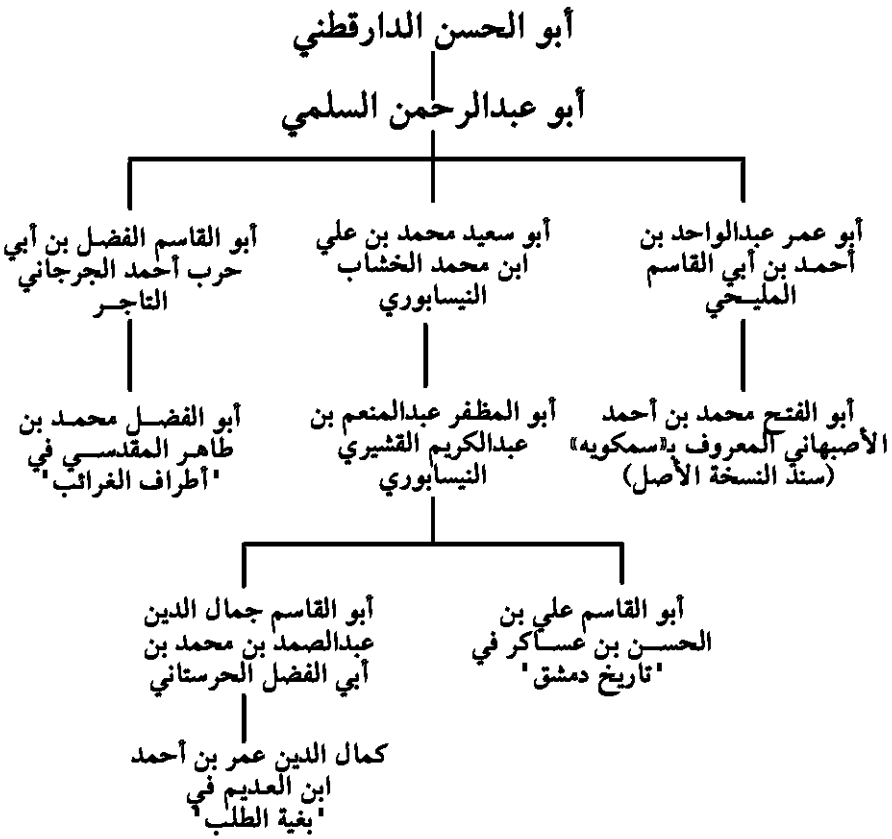 أبو الحسن الدارقطني
أبو عبدالرحمن السلمي
أبو عمر عبدالواحد بن
أحمد بن أبي القاسم
المليحي
أبو سعيد محمد بن علي
ابن محمد الخشاب
النيسابوري
أبو القاسم الفضل بن أبي
حرب أحمد الجرجاني
التاجر
أبو الفتح محمد بن أحمد
الأصبهاني المعروف بـ«سمكويه»
(سند النسخة الأصل)
أبو المظفر عبدالمنعم بن
عبدالكريم القشيري
النيسابوري
أبو الفضل محمد بن
طاهر المقدسي في
"أطراف الغرائب"
أبو القاسم علي بن
الحسن بن عساكر في
"تاريخ دمشق"
أبو القاسم جمال الدين
عبدالصمد بن محمد بن
أبي الفضل الحرستاني
كمال الدين عمر بن أحمد
ابن العديم في
"بغية الطلب"